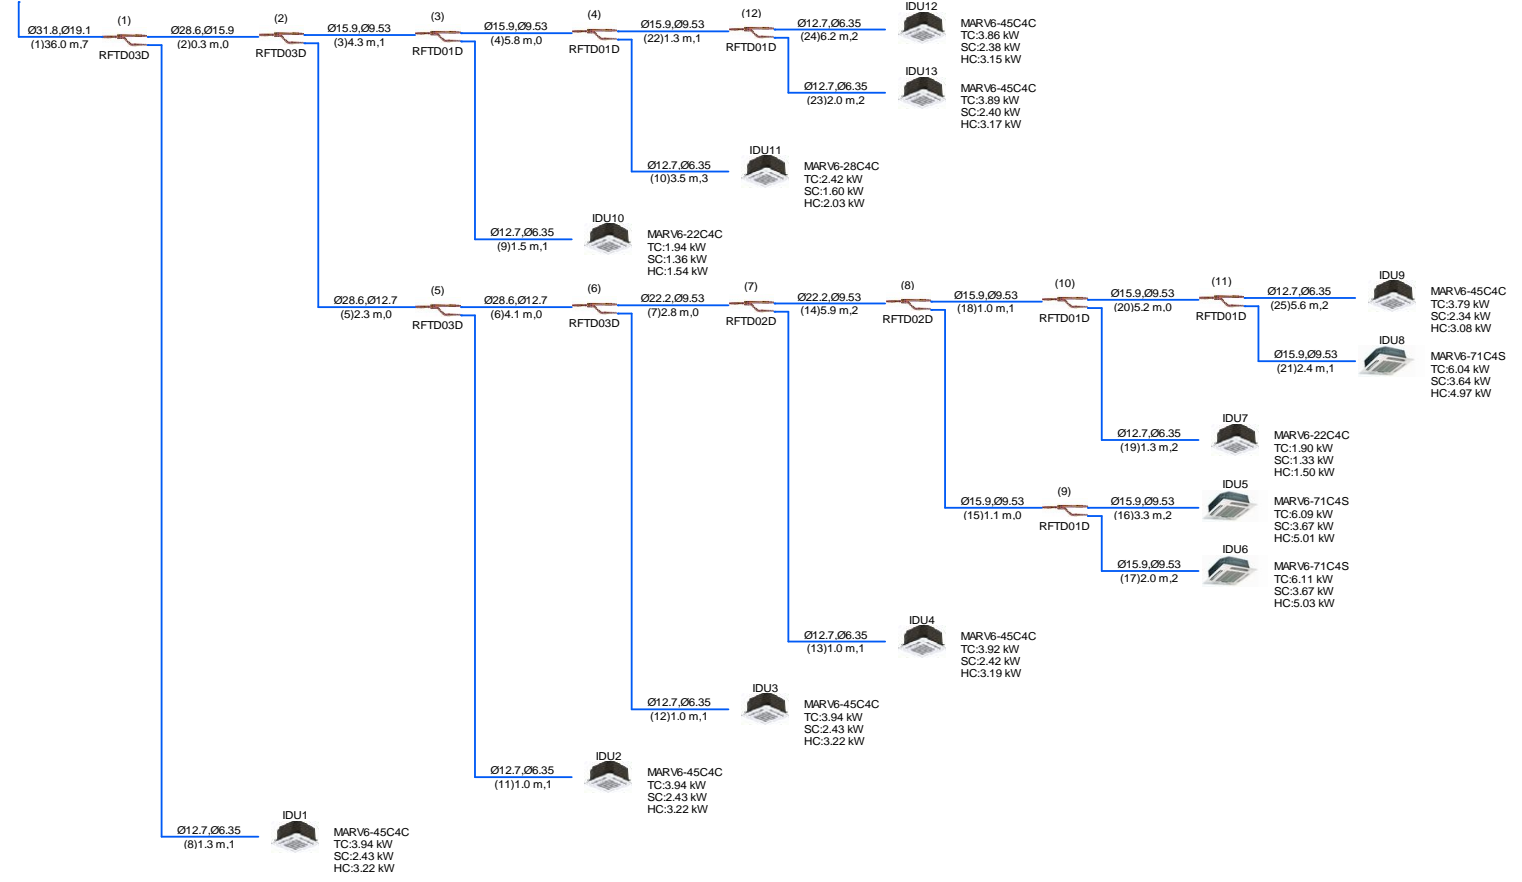 (1)
Ø31.8,Ø19.1
(1)36.0 m,7
RFTD03D
(2)
Ø28.6,Ø15.9
(2)0.3 m,0
RFTD03D
(3)
Ø15.9,Ø9.53
(3)4.3 m,1
RFTD01D
(4)
Ø15.9,Ø9.53
(4)5.8 m,0
RFTD01D
(12)
Ø15.9,Ø9.53
(22)1.3 m,1
RFTD01D
Ø12.7,Ø6.35
(24)6.2 m,2
IDU12
MARV6-45C4C
TC:3.86 kW
SC:2.38 kW
HC:3.15 kW
Ø12.7,Ø6.35
(23)2.0 m,2
IDU13
MARV6-45C4C
TC:3.89 kW
SC:2.40 kW
HC:3.17 kW
Ø12.7,Ø6.35
(10)3.5 m,3
IDU11
MARV6-28C4C
TC:2.42 kW
SC:1.60 kW
HC:2.03 kW
Ø12.7,Ø6.35
(9)1.5 m,1
IDU10
MARV6-22C4C
TC:1.94 kW
SC:1.36 kW
HC:1.54 kW
(5)
Ø28.6,Ø12.7
(5)2.3 m,0
RFTD03D
(6)
Ø28.6,Ø12.7
(6)4.1 m,0
RFTD03D
(7)
Ø22.2,Ø9.53
(7)2.8 m,0
RFTD02D
(8)
Ø22.2,Ø9.53
(14)5.9 m,2
RFTD02D
(10)
Ø15.9,Ø9.53
(18)1.0 m,1
RFTD01D
(11)
Ø15.9,Ø9.53
(20)5.2 m,0
RFTD01D
Ø12.7,Ø6.35
(25)5.6 m,2
IDU9
MARV6-45C4C
TC:3.79 kW
SC:2.34 kW
HC:3.08 kW
Ø15.9,Ø9.53
(21)2.4 m,1
IDU8
MARV6-71C4S
TC:6.04 kW
SC:3.64 kW
HC:4.97 kW
Ø12.7,Ø6.35
(19)1.3 m,2
IDU7
MARV6-22C4C
TC:1.90 kW
SC:1.33 kW
HC:1.50 kW
(9)
Ø15.9,Ø9.53
(15)1.1 m,0
RFTD01D
Ø15.9,Ø9.53
(16)3.3 m,2
IDU5
MARV6-71C4S
TC:6.09 kW
SC:3.67 kW
HC:5.01 kW
Ø15.9,Ø9.53
(17)2.0 m,2
IDU6
MARV6-71C4S
TC:6.11 kW
SC:3.67 kW
HC:5.03 kW
Ø12.7,Ø6.35
(13)1.0 m,1
IDU4
MARV6-45C4C
TC:3.92 kW
SC:2.42 kW
HC:3.19 kW
Ø12.7,Ø6.35
(12)1.0 m,1
IDU3
MARV6-45C4C
TC:3.94 kW
SC:2.43 kW
HC:3.22 kW
Ø12.7,Ø6.35
(11)1.0 m,1
IDU2
MARV6-45C4C
TC:3.94 kW
SC:2.43 kW
HC:3.22 kW
Ø12.7,Ø6.35
(8)1.3 m,1
IDU1
MARV6-45C4C
TC:3.94 kW
SC:2.43 kW
HC:3.22 kW